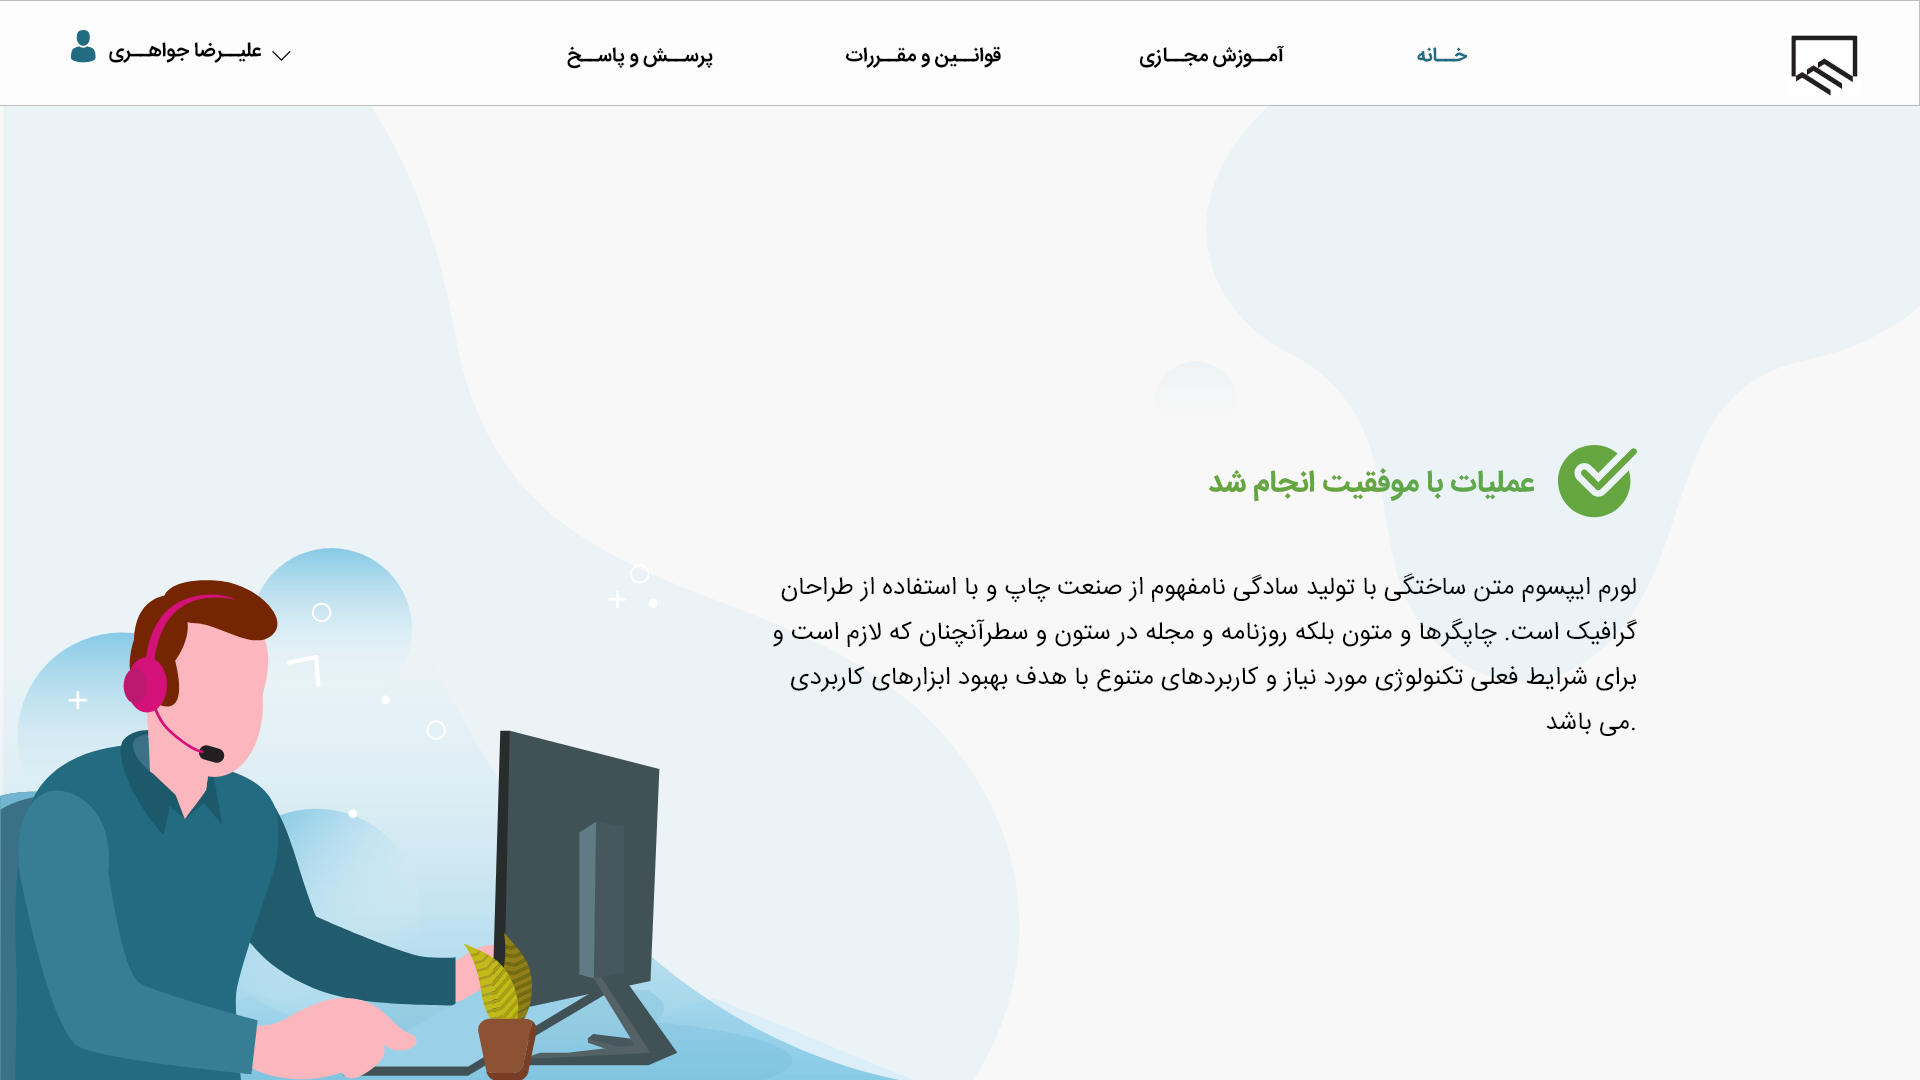 خـــانه
آمـــوزش مجـــازی
قوانـــین و مقـــررات
پرســـش و پاســـخ
علیـــرضا جواهـــری
عملیات با موفقیت انجام شد
لورم ایپسوم متن ساختگی با تولید سادگی نامفهوم از صنعت چاپ و با استفاده از طراحان
گرافیک است. چاپگرها و متون بلکه روزنامه و مجله در ستون و سطرآنچنان که لازم است و
برای شرایط فعلی تکنولوژی مورد نیاز و کاربردهای متنوع با هدف بهبود ابزارهای کاربردی
.می باشد